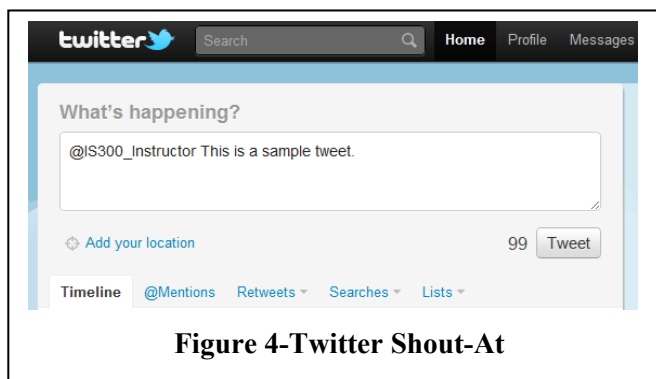 twitter Search Home Profile Messages
What's happening?
@IS300_Instructor This is a sample tweet.
Add your location 99 Tweet
Timeline @Mentions Retweets Searches Lists
Figure 4-Twitter Shout-At